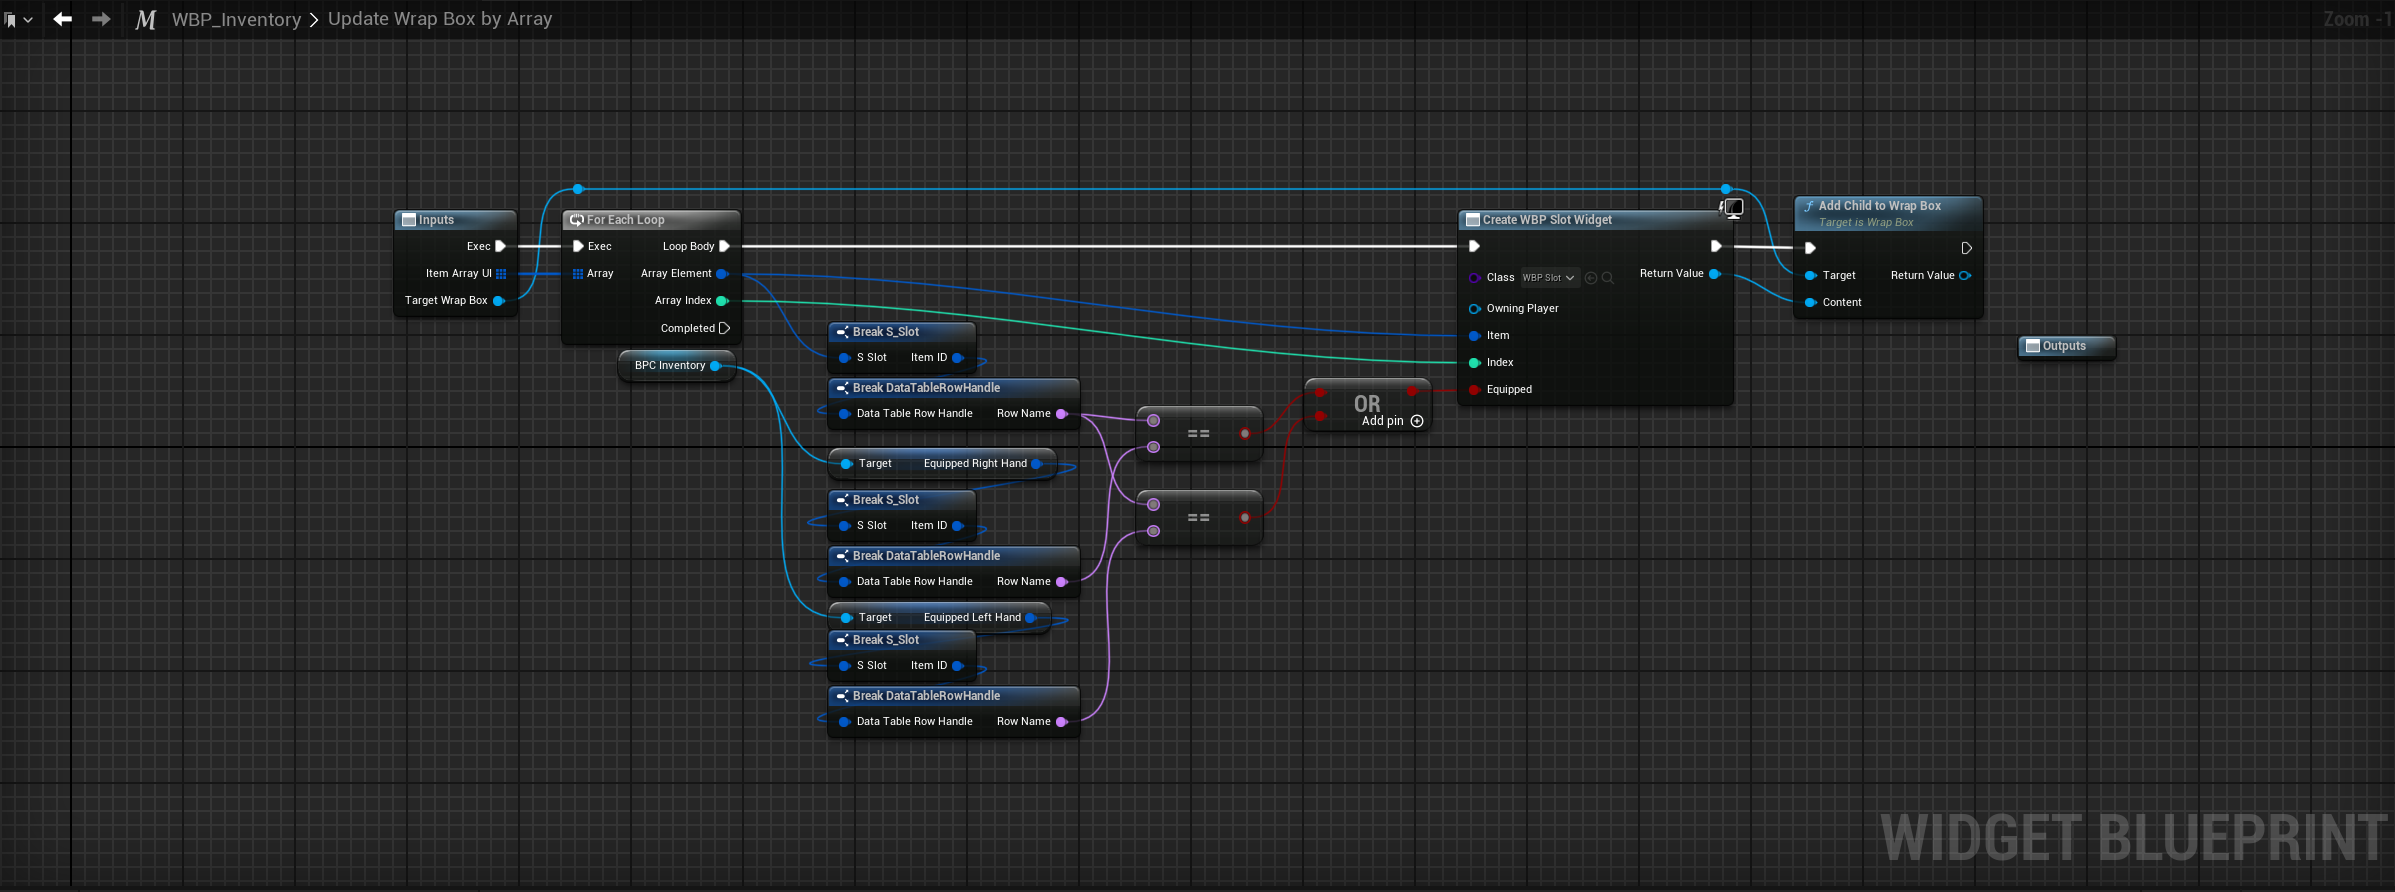 WBP_Inventory > Update Wrap Box by Array
Zoom -1
Inputs
Exec
Item Array UI
Target Wrap Box
For Each Loop
Exec Loop Body
Array Array Element
Array Index
Completed
BPC Inventory
Break S_Slot
S Slot Item ID
Break DataTableRowHandle
Data Table Row Handle Row Name
Target Equipped Right Hand
Break S_Slot
S Slot Item ID
Break DataTableRowHandle
Data Table Row Handle Row Name
Target Equipped Left Hand
Break S_Slot
S Slot Item ID
Break DataTableRowHandle
Data Table Row Handle Row Name
==
==
OR
Add pin
Create WBP Slot Widget
Class WBP Slot Return Value
Owning Player
Item
Index
Equipped
f Add Child to Wrap Box
Target is Wrap Box
Target Return Value
Content
Outputs
WIDGET BLUEPRINT